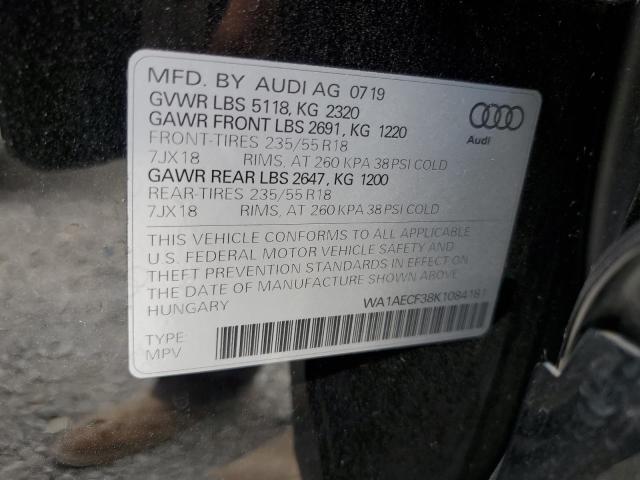 MFD. BY AUDI AG 07 19
GVWR LBS 5118, KG 2320
GAWR FRONT LBS 2691, KG 1220
FRONT-TIRES 235/55 R18
7JX18 RIMS, AT 260 KPA 38 PSI COLD
GAWR REAR LBS 2647, KG 1200
REAR-TIRES 235/55 R18
7JX18 RIMS, AT 260 KPA 38 PSI COLD
Audi
THIS VEHICLE CONFORMS TO ALL APPLICABLE
U.S. FEDERAL MOTOR VEHICLE SAFETY AND
THEFT PREVENTION STANDARDS IN EFFECT ON
THE DATE OF MANUFACTURE SHOWN ABOVE.
HUNGARY
WA1AECF38K1084181
TYPE:
MPV